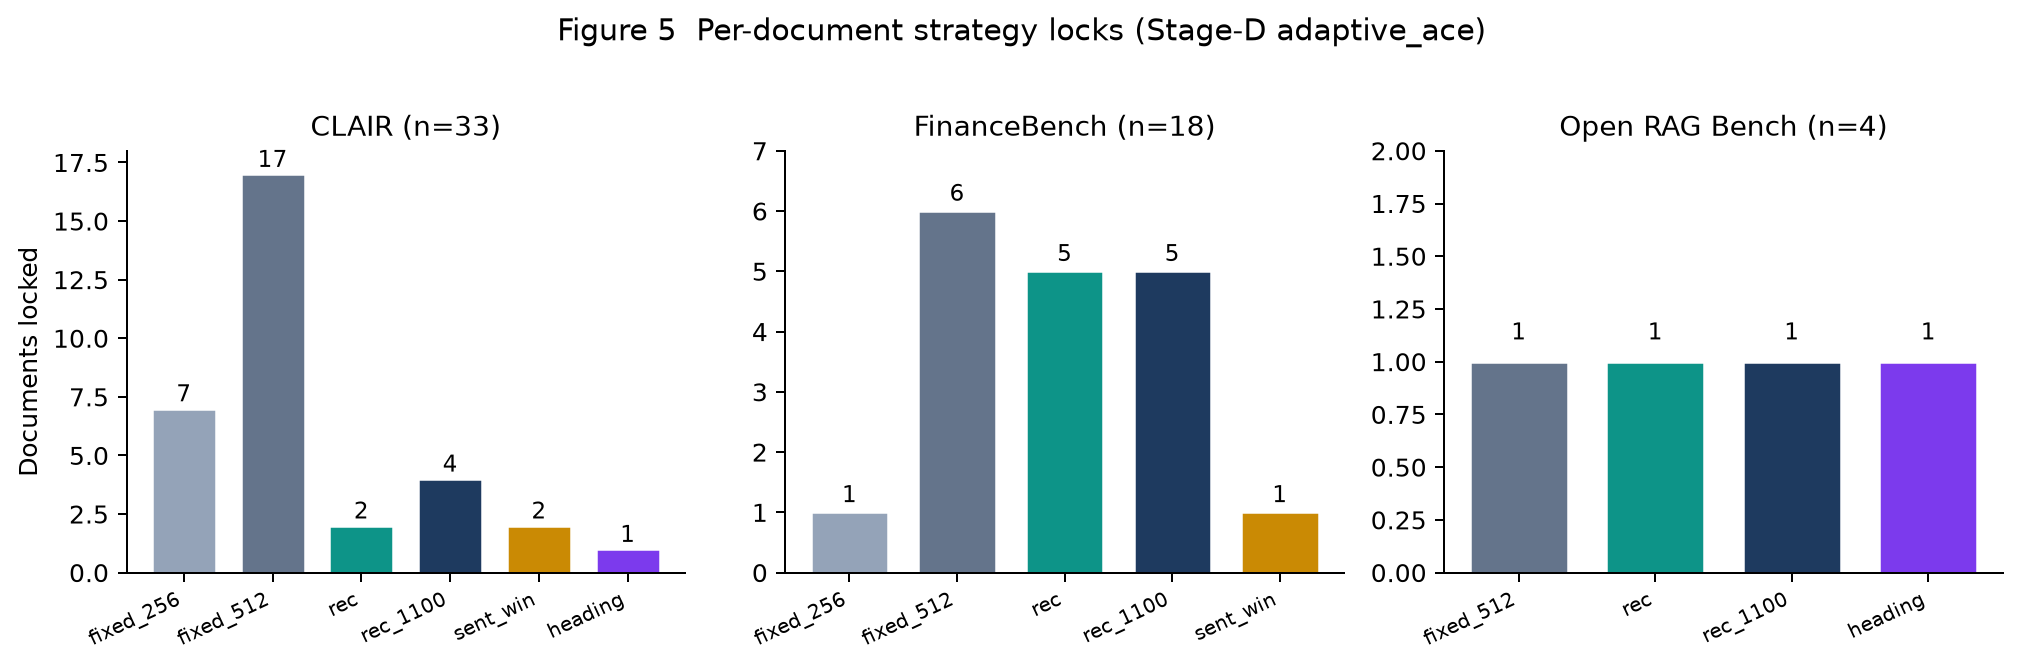 Figure 5  Per-document strategy locks (Stage-D adaptive_ace)
CLAIR (n=33)
Documents locked
17.5
15.0
12.5
10.0
7.5
5.0
2.5
0.0
7
17
2
4
2
1
fixed_256
fixed_512
rec
rec_1100
sent_win
heading
FinanceBench (n=18)
7
6
5
4
3
2
1
0
1
6
5
5
1
fixed_256
fixed_512
rec
rec_1100
sent_win
Open RAG Bench (n=4)
2.00
1.75
1.50
1.25
1.00
0.75
0.50
0.25
0.00
1
1
1
1
fixed_512
rec
rec_1100
heading